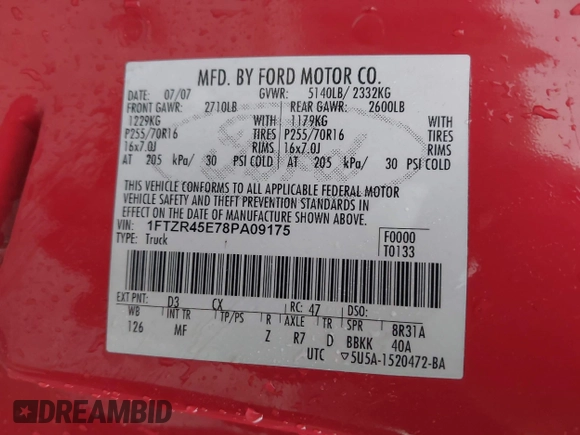 MFD. BY FORD MOTOR CO.
DATE: 07/07 GVWR: 5140LB/ 2332KG
FRONT GAWR: 2710LB REAR GAWR: 2600LB
1229KG WITH 1179KG WITH
P255/70R16 TIRES P255/70R16 TIRES
16x7.0J RIMS 16x7.0J RIMS
AT 205 kPa/ 30 PSI COLD AT 205 kPa/ 30 PSI COLD
THIS VEHICLE CONFORMS TO ALL APPLICABLE FEDERAL MOTOR
VEHICLE SAFETY AND THEFT PREVENTION STANDARDS IN
EFFECT ON THE DATE OF MANUFACTURE SHOWN ABOVE.
VIN: 1FTZR45E78PA09175 F0000
TYPE: Truck T0133
EXT PNT: D3 CX RC: 47 DSO:
WB INT TR TP/PS R AXLE TR SPR 8R31A
126 MF Z R7 D BBKK 40A
UTC ▽5U5A-1520472-BA
Ford
DREAMBID